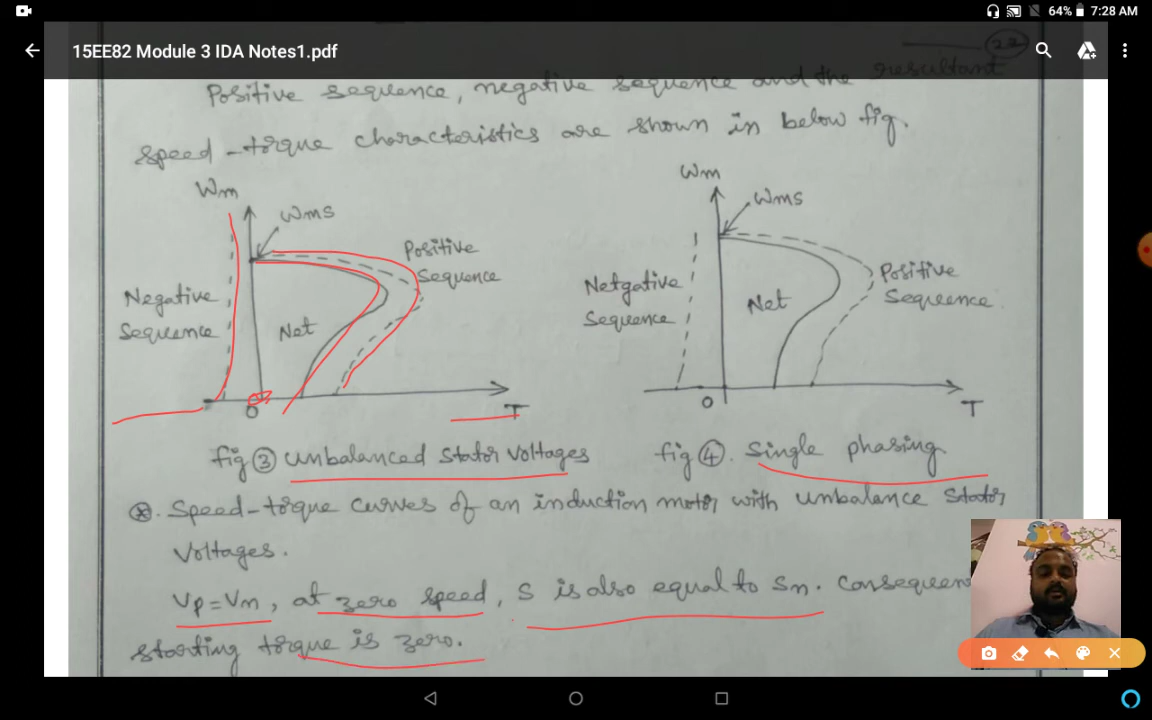 64% 7:28 AM
15EE82 Module 3 IDA Notes1.pdf
22
Positive sequence, negative sequence and the resultant
speed-torque characteristics are shown in below fig.
Wm
Wms
Positive
Sequence
Negative
Sequence
Net
0
T
fig ③ unbalanced stator voltages
Wm
Wms
Netgative
Sequence
Net
Positive
Sequence
0
T
fig ④. Single phasing
⊛. Speed-torque curves of an induction motor with unbalance stator
Voltages.
Vp=Vn, at zero speed, S is also equal to Sn. Consequen
starting torque is zero.